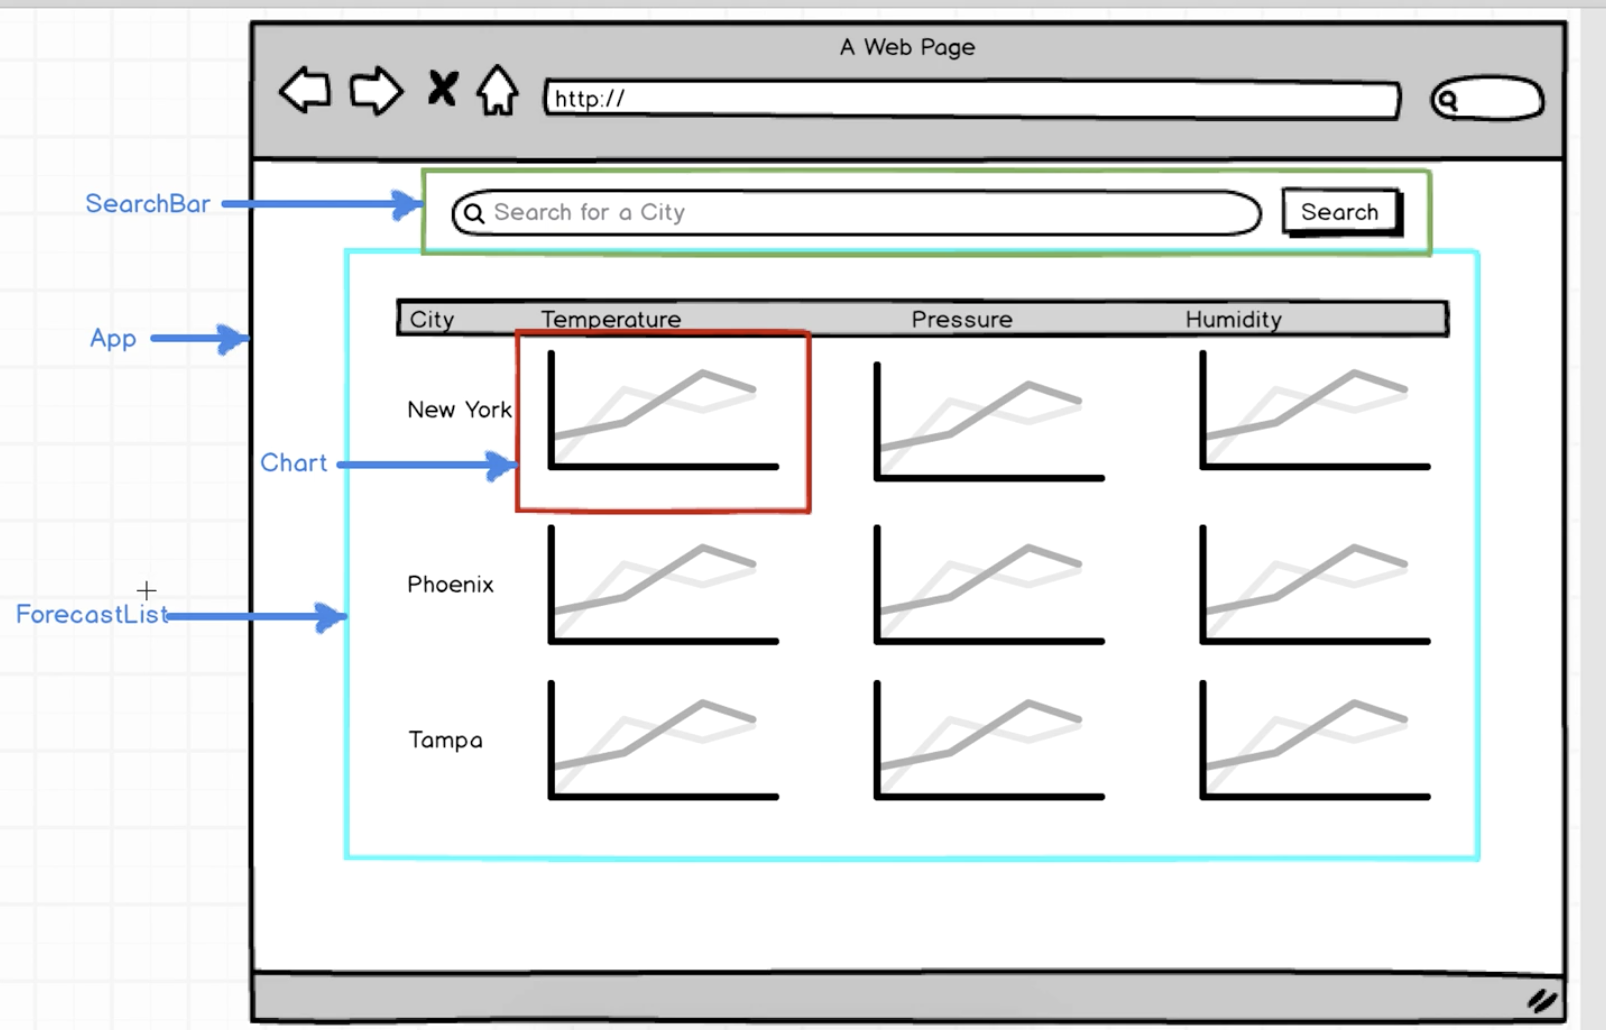 A Web Page
http://
SearchBar
Search for a City
Search
App
City Temperature Pressure Humidity
New York
Chart
Phoenix
ForecastList
Tampa